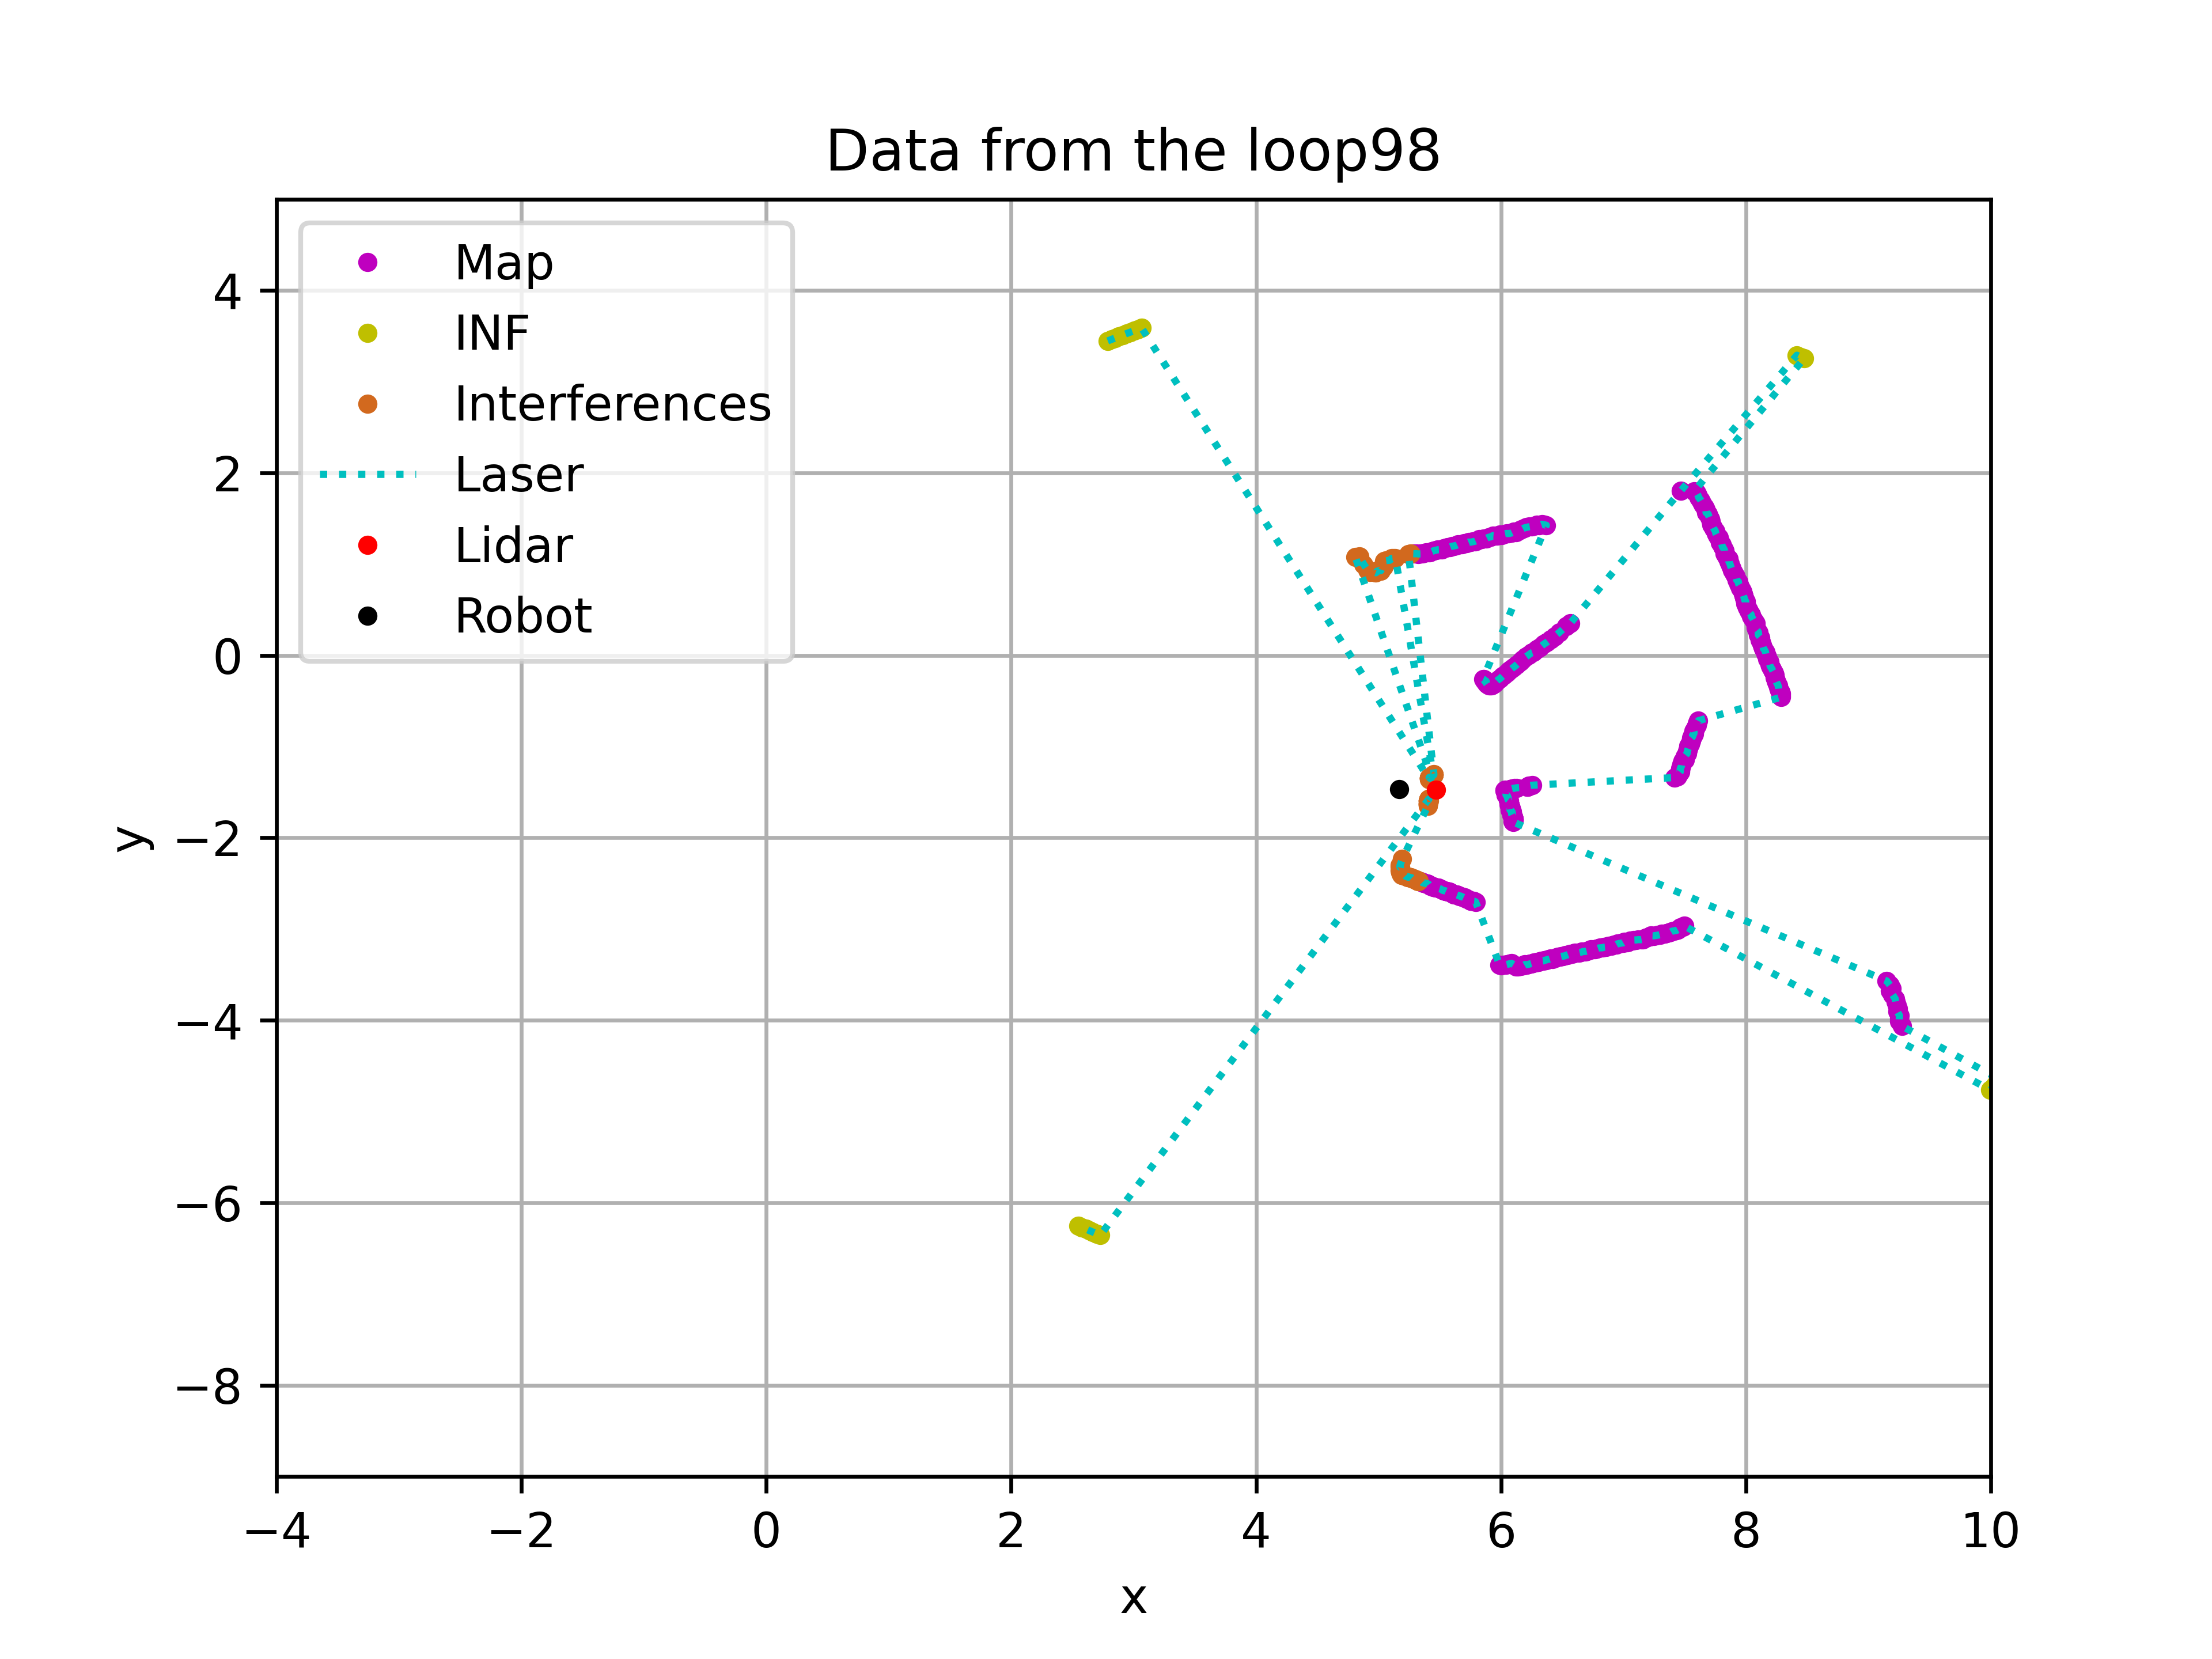 Data from the loop98
Map
INF
Interferences
Laser
Lidar
Robot
4
2
0
−2
−4
−6
−8
y
−4 −2 0 2 4 6 8 10
x